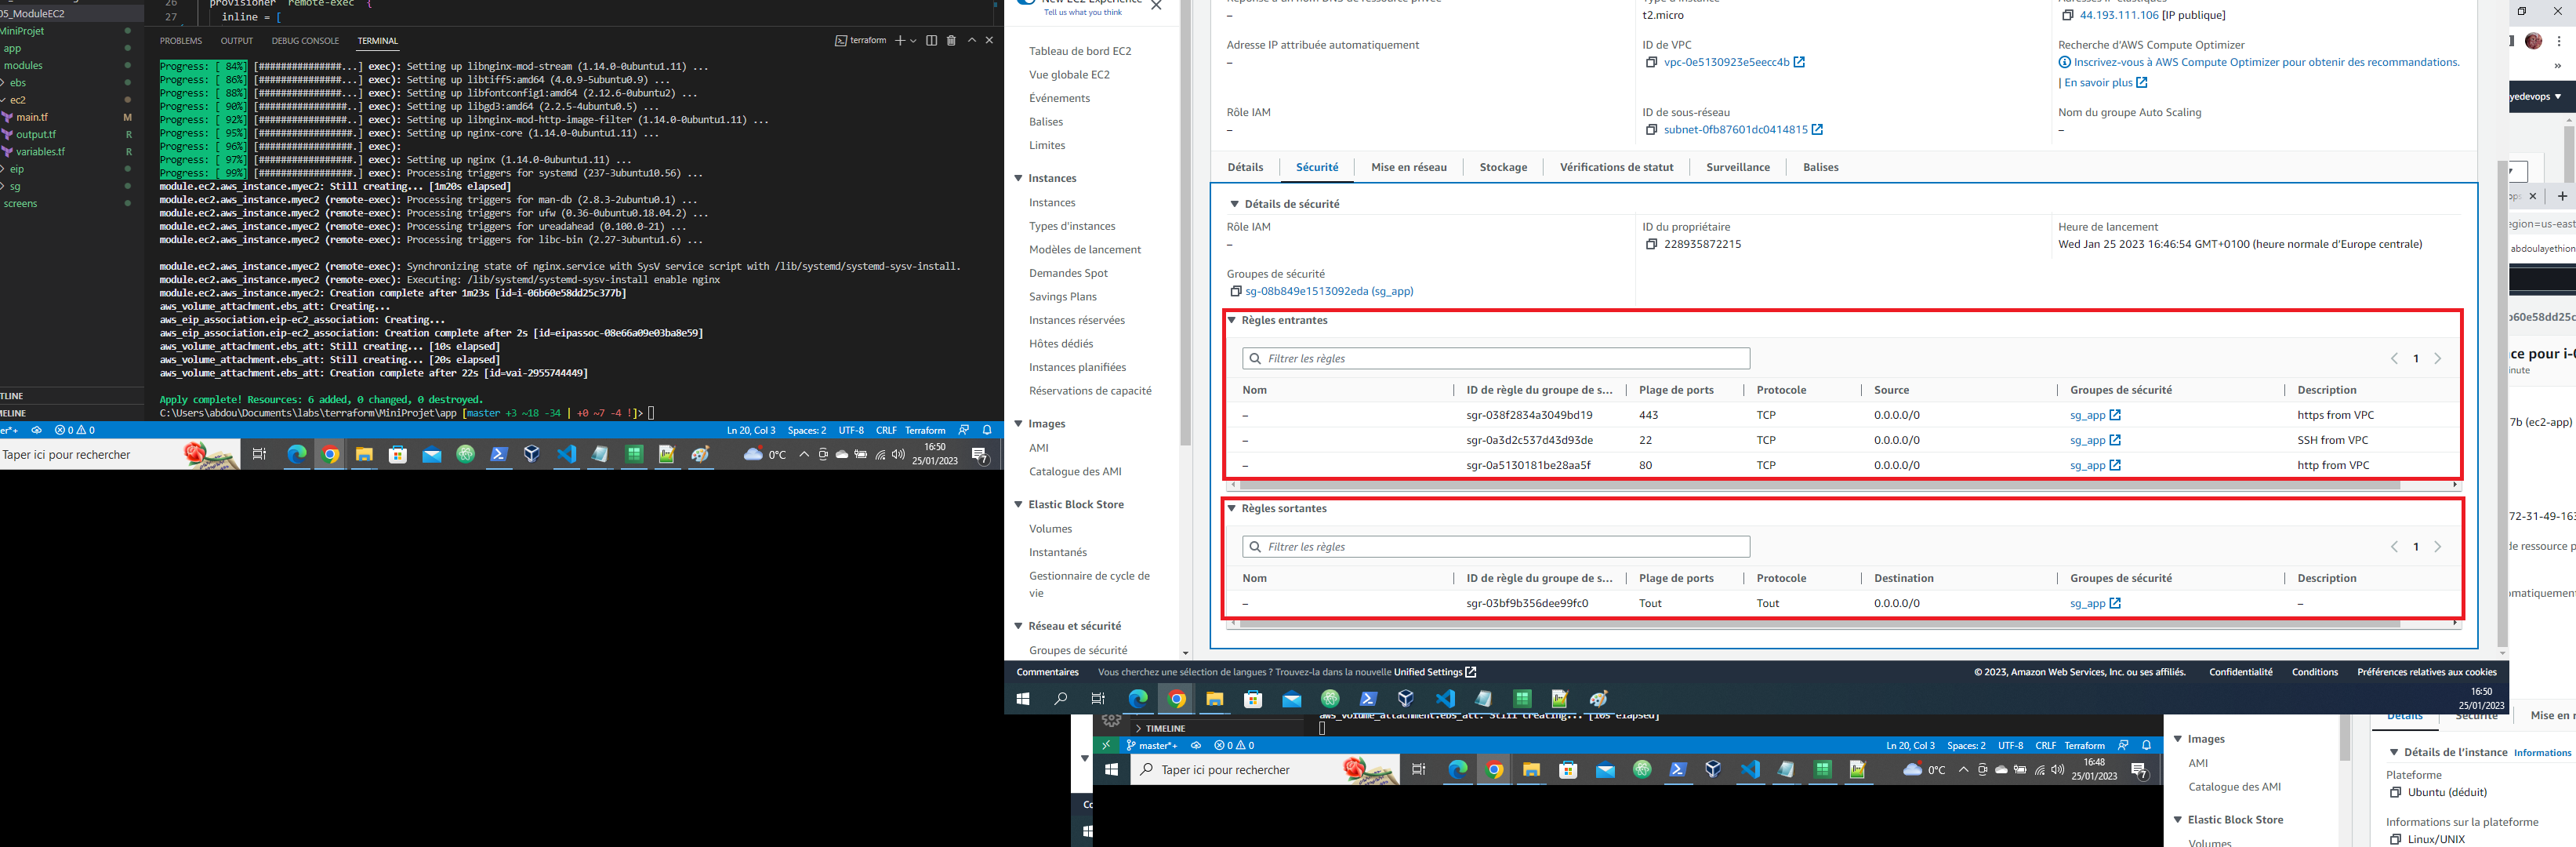 05_ModuleEC2
MiniProjet
app
modules
ebs
ec2
main.tf M
output.tf R
variables.tf R
eip
sg
screens
TIMELINE
26 provisioner "remote-exec" {
27 inline = [
PROBLEMS OUTPUT DEBUG CONSOLE TERMINAL
terraform
Progress: [ 84%] [###############...] exec): Setting up libnginx-mod-stream (1.14.0-0ubuntu1.11) ...
Progress: [ 86%] [###############...] exec): Setting up libtiff5:amd64 (4.0.9-5ubuntu0.9) ...
Progress: [ 88%] [################..] exec): Setting up libfontconfig1:amd64 (2.12.6-0ubuntu2) ...
Progress: [ 90%] [################..] exec): Setting up libgd3:amd64 (2.2.5-4ubuntu0.5) ...
Progress: [ 92%] [################..] exec): Setting up libnginx-mod-http-image-filter (1.14.0-0ubuntu1.11) ...
Progress: [ 95%] [#################.] exec): Setting up nginx-core (1.14.0-0ubuntu1.11) ...
Progress: [ 96%] [#################.] exec):
Progress: [ 97%] [#################.] exec): Setting up nginx (1.14.0-0ubuntu1.11) ...
Progress: [ 99%] [#################.] exec): Processing triggers for systemd (237-3ubuntu10.56) ...
module.ec2.aws_instance.myec2: Still creating... [1m20s elapsed]
module.ec2.aws_instance.myec2 (remote-exec): Processing triggers for man-db (2.8.3-2ubuntu0.1) ...
module.ec2.aws_instance.myec2 (remote-exec): Processing triggers for ufw (0.36-0ubuntu0.18.04.2) ...
module.ec2.aws_instance.myec2 (remote-exec): Processing triggers for ureadahead (0.100.0-21) ...
module.ec2.aws_instance.myec2 (remote-exec): Processing triggers for libc-bin (2.27-3ubuntu1.6) ...
module.ec2.aws_instance.myec2 (remote-exec): Synchronizing state of nginx.service with SysV service script with /lib/systemd/systemd-sysv-install.
module.ec2.aws_instance.myec2 (remote-exec): Executing: /lib/systemd/systemd-sysv-install enable nginx
module.ec2.aws_instance.myec2: Creation complete after 1m23s [id=i-06b60e58dd25c377b]
aws_volume_attachment.ebs_att: Creating...
aws_eip_association.eip-ec2_association: Creating...
aws_eip_association.eip-ec2_association: Creation complete after 2s [id=eipassoc-08e66a09e03ba8e59]
aws_volume_attachment.ebs_att: Still creating... [10s elapsed]
aws_volume_attachment.ebs_att: Still creating... [20s elapsed]
aws_volume_attachment.ebs_att: Creation complete after 22s [id=vai-2955744449]
Apply complete! Resources: 6 added, 0 changed, 0 destroyed.
C:\Users\abdou\Documents\labs\terraform\MiniProjet\app [master +3 ~18 -34 | +0 ~7 -4 !]>
0 0 Ln 20, Col 3 Spaces: 2 UTF-8 CRLF Terraform
Taper ici pour rechercher 0°C 16:50
25/01/2023 7
New EC2 Experience
Tell us what you think
Tableau de bord EC2
Vue globale EC2
Événements
Balises
Limites
Instances
Instances
Types d'instances
Modèles de lancement
Demandes Spot
Savings Plans
Instances réservées
Hôtes dédiés
Instances planifiées
Réservations de capacité
Images
AMI
Catalogue des AMI
Elastic Block Store
Volumes
Instantanés
Gestionnaire de cycle de
vie
Réseau et sécurité
Groupes de sécurité
Réponse à un nom DNS de ressource privée
–
Type d'instance
t2.micro
Adresses IP Elastiques
44.193.111.106 [IP publique]
Adresse IP attribuée automatiquement
–
ID de VPC
vpc-0e5130923e5eecc4b
Recherche d'AWS Compute Optimizer
Inscrivez-vous à AWS Compute Optimizer pour obtenir des recommandations.
| En savoir plus
Rôle IAM
–
ID de sous-réseau
subnet-0fb87601dc0414815
Nom du groupe Auto Scaling
–
Détails Sécurité Mise en réseau Stockage Vérifications de statut Surveillance Balises
Détails de sécurité
Rôle IAM
–
ID du propriétaire
228935872215
Heure de lancement
Wed Jan 25 2023 16:46:54 GMT+0100 (heure normale d'Europe centrale)
Groupes de sécurité
sg-08b849e1513092eda (sg_app)
Règles entrantes
Filtrer les règles
1
Nom ID de règle du groupe de s... Plage de ports Protocole Source Groupes de sécurité Description
– sgr-038f2834a3049bd19 443 TCP 0.0.0.0/0 sg_app https from VPC
– sgr-0a3d2c537d43d93de 22 TCP 0.0.0.0/0 sg_app SSH from VPC
– sgr-0a5130181be28aa5f 80 TCP 0.0.0.0/0 sg_app http from VPC
Règles sortantes
Filtrer les règles
1
Nom ID de règle du groupe de s... Plage de ports Protocole Destination Groupes de sécurité Description
– sgr-03bf9b356dee99fc0 Tout Tout 0.0.0.0/0 sg_app –
Commentaires Vous cherchez une sélection de langues ? Trouvez-la dans la nouvelle Unified Settings © 2023, Amazon Web Services, Inc. ou ses affiliés. Confidentialité Conditions Préférences relatives aux cookies
16:50
25/01/2023
yedevops
egion=us-east
abdoulayethion
b60e58dd25c
ce pour i-0
inute
7b (ec2-app)
72-31-49-163
de ressource p
omatiquement
aws_volume_attachment.ebs_att: Still creating... [10s elapsed]
TIMELINE
master*+ 0 0 Ln 20, Col 3 Spaces: 2 UTF-8 CRLF Terraform
Taper ici pour rechercher 0°C 16:48
25/01/2023 7
Co
Images
AMI
Catalogue des AMI
Elastic Block Store
Volumes
Détails Sécurité Mise en r
Détails de l'instance Informations
Plateforme
Ubuntu (déduit)
Informations sur la plateforme
Linux/UNIX